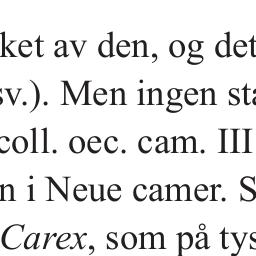 ket av den, og det
sv.). Men ingen sta
coll. oec. cam. III
n i Neue camer. S
Carex, som på tys